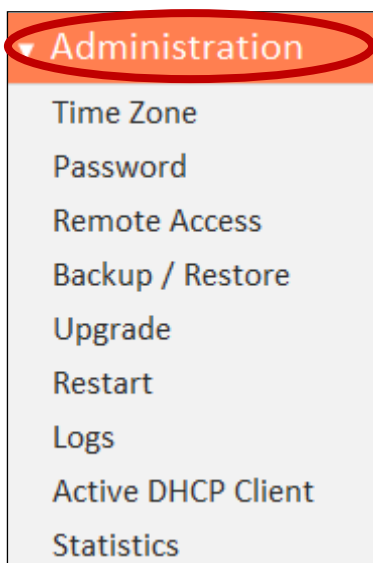 Administration
Time Zone
Password
Remote Access
Backup / Restore
Upgrade
Restart
Logs
Active DHCP Client
Statistics